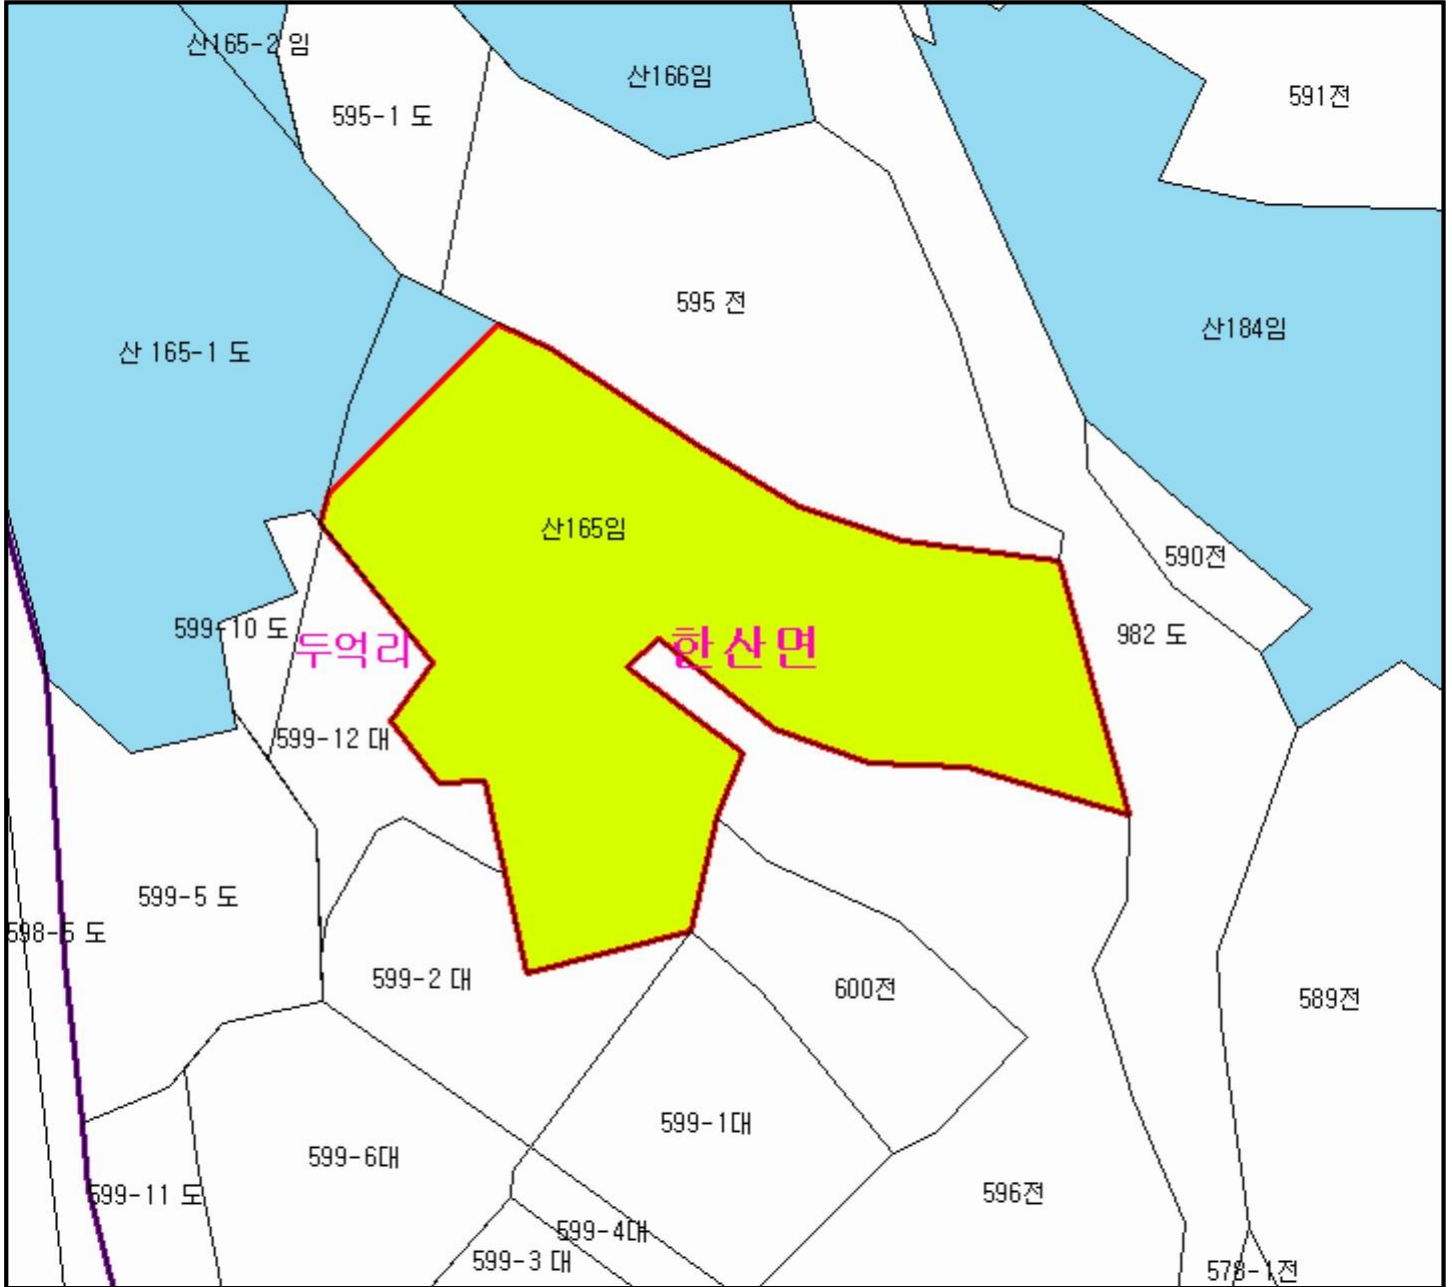 산165-2 임
산166임
591전
595-1 도
595 전
산184임
산 165-1 도
산165임
590전
599-10 도
두억리
한산면
982 도
599-12 대
599-5 도
598-5 도
599-2 대
600전
589전
599-1대
599-6대
599-11 도
596전
599-4대
599-3 대
578-1전